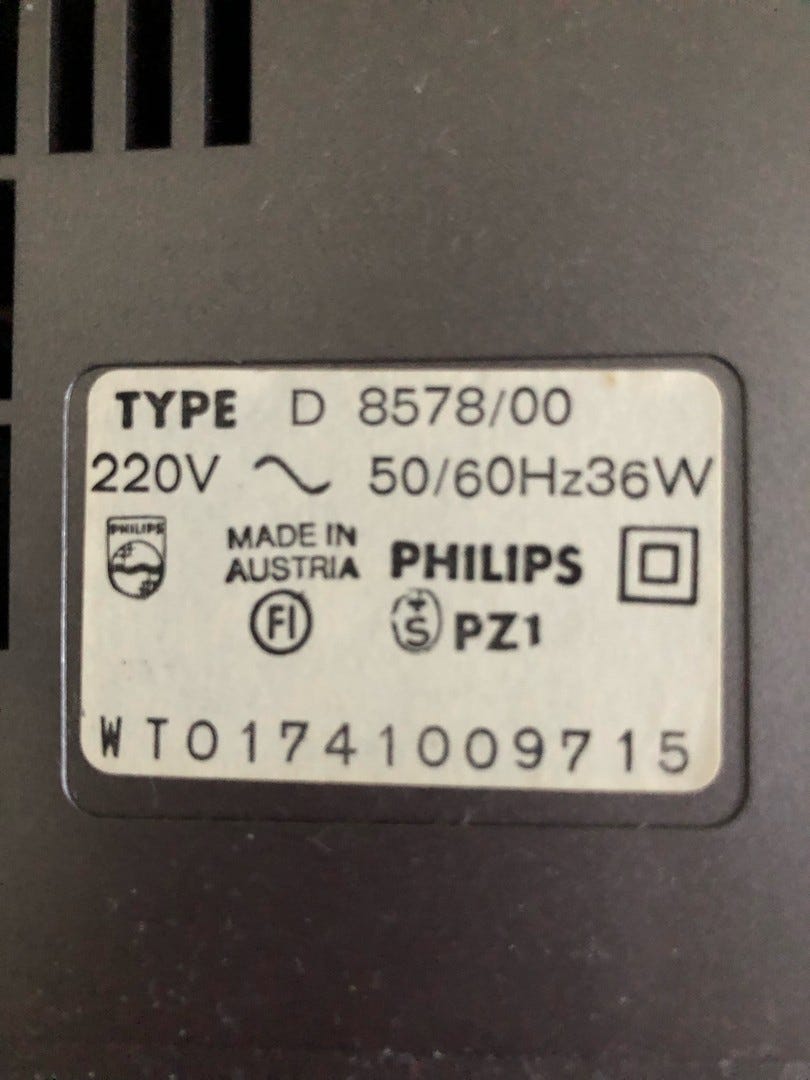 TYPE D 8578/00
220V ~ 50/60Hz36W
PHILIPS
MADE IN
AUSTRIA
PHILIPS
FI
+S PZ1
WT01741009715